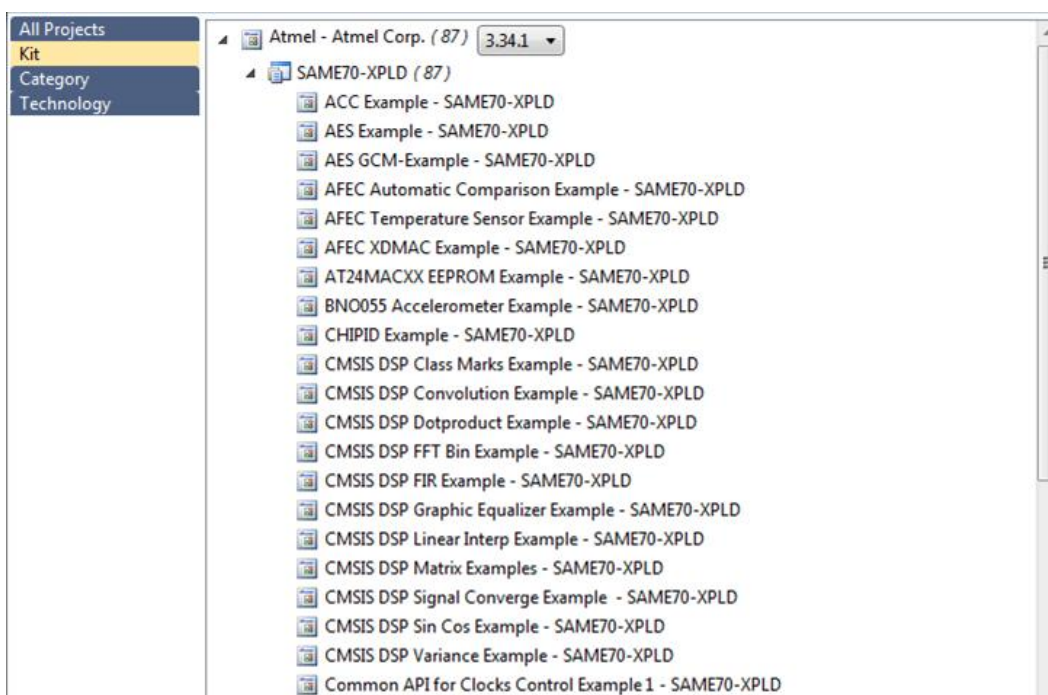 All Projects
Kit
Category
Technology
Atmel - Atmel Corp. (87) 3.34.1
SAME70-XPLD (87)
ACC Example - SAME70-XPLD
AES Example - SAME70-XPLD
AES GCM-Example - SAME70-XPLD
AFEC Automatic Comparison Example - SAME70-XPLD
AFEC Temperature Sensor Example - SAME70-XPLD
AFEC XDMAC Example - SAME70-XPLD
AT24MACXX EEPROM Example - SAME70-XPLD
BNO055 Accelerometer Example - SAME70-XPLD
CHIPID Example - SAME70-XPLD
CMSIS DSP Class Marks Example - SAME70-XPLD
CMSIS DSP Convolution Example - SAME70-XPLD
CMSIS DSP Dotproduct Example - SAME70-XPLD
CMSIS DSP FFT Bin Example - SAME70-XPLD
CMSIS DSP FIR Example - SAME70-XPLD
CMSIS DSP Graphic Equalizer Example - SAME70-XPLD
CMSIS DSP Linear Interp Example - SAME70-XPLD
CMSIS DSP Matrix Examples - SAME70-XPLD
CMSIS DSP Signal Converge Example - SAME70-XPLD
CMSIS DSP Sin Cos Example - SAME70-XPLD
CMSIS DSP Variance Example - SAME70-XPLD
Common API for Clocks Control Example 1 - SAME70-XPLD